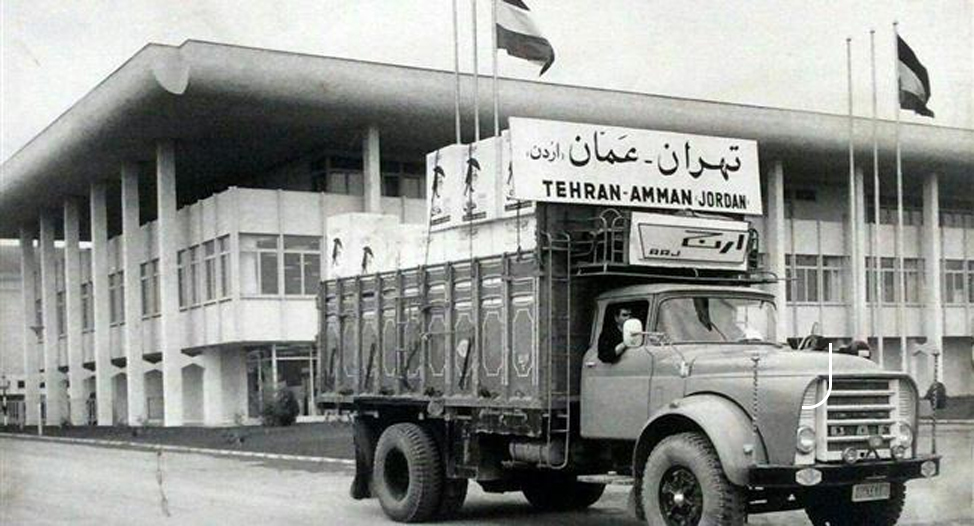 تهران - عمّان (اردن)
TEHRAN-AMMAN (JORDAN)
ارج
ARJ